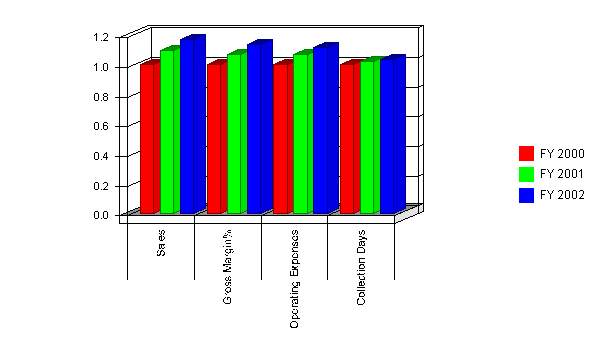 1.2
1.0
0.8
0.6
0.4
0.2
0.0
Sales
Gross Margin%
Operating Expenses
Collection Days
FY 2000
FY 2001
FY 2002